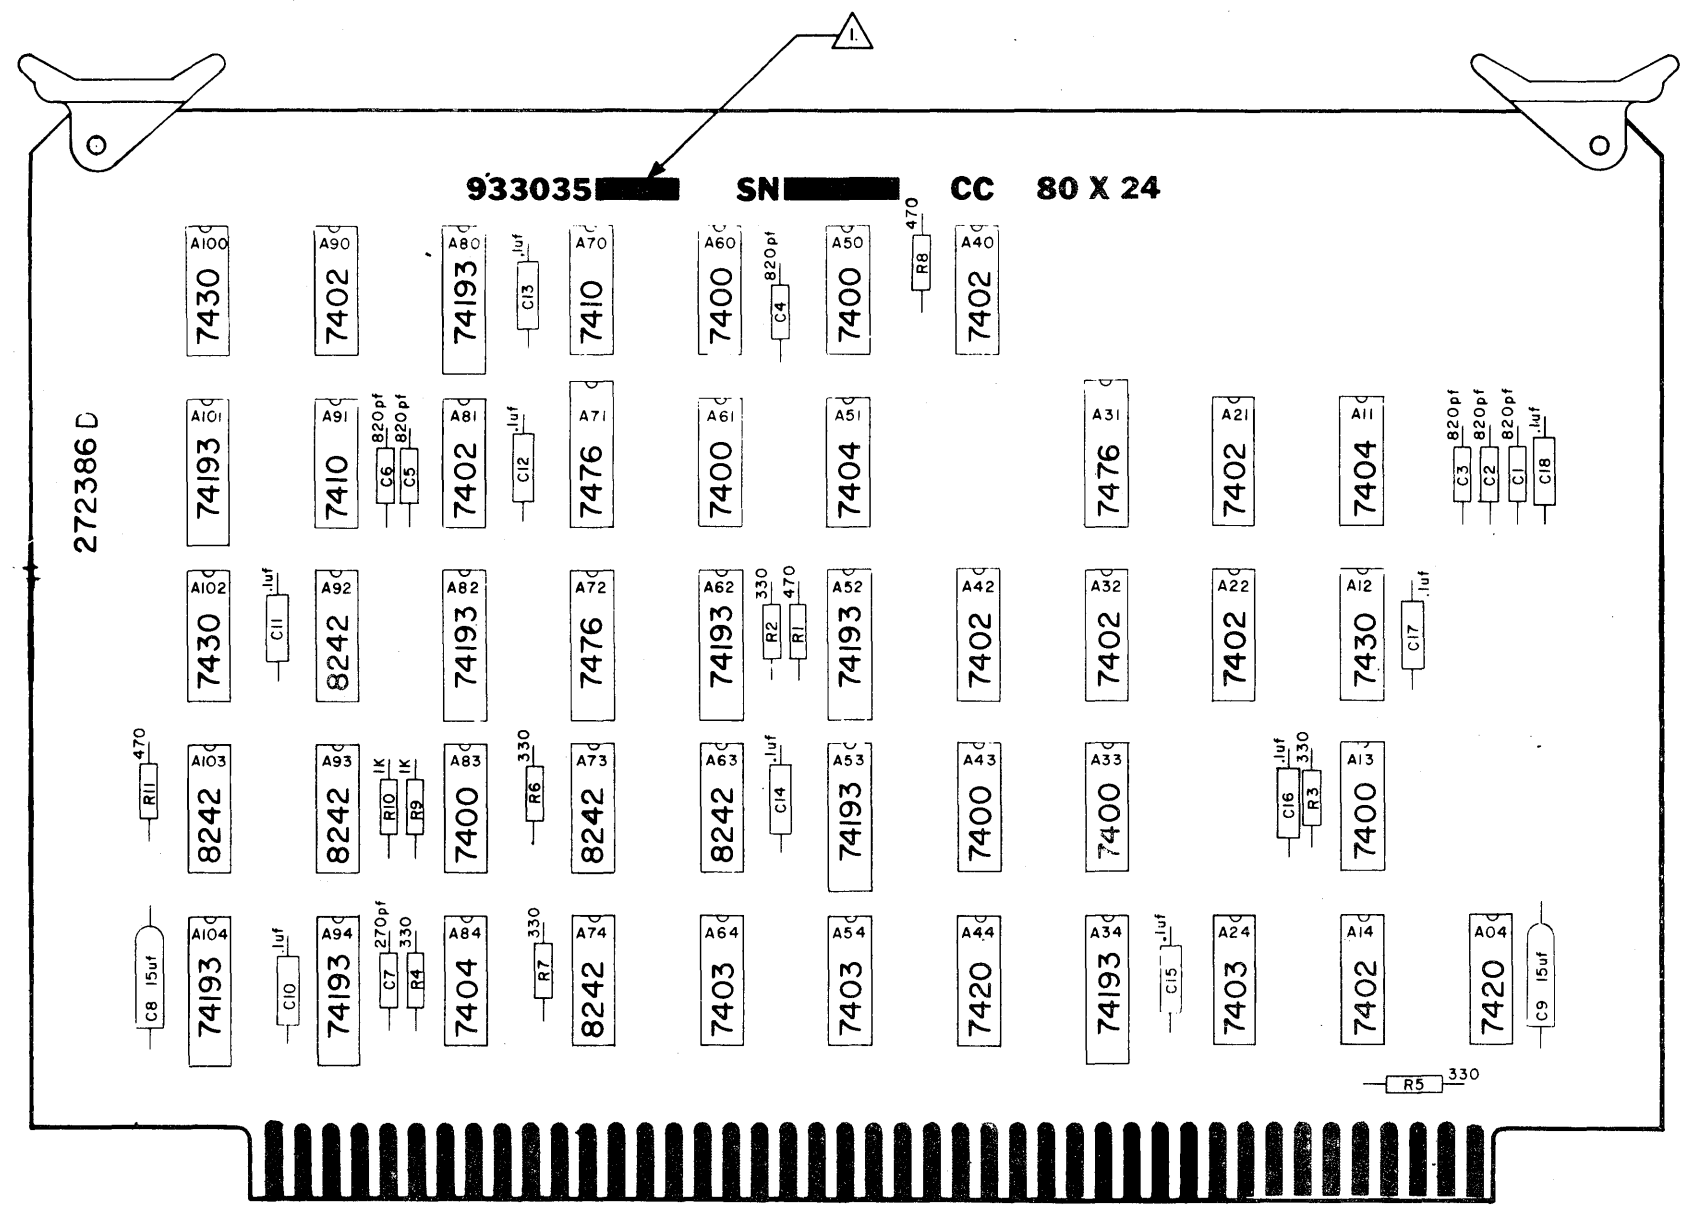 1.
933035 SN CC 80 X 24
272386D
A100 7430
A90 7402
A80 74193
C13 .1uf
A70 7410
A60 7400
C4 820pf
A50 7400
R8 470
A40 7402
A101 74193
A91 7410
C6 820pf
C5 820pf
A81 7402
C12 .1uf
A71 7476
A61 7400
A51 7404
A31 7476
A21 7402
A11 7404
C3 820pf
C2 820pf
C1 820pf
C18 .1uf
A102 7430
C11 .1uf
A92 8242
A82 74193
A72 7476
A62 74193
R2 330
R1 470
A52 74193
A42 7402
A32 7402
A22 7402
A12 7430
C17 .1uf
R11 470
A103 8242
A93 8242
R10 1K
R9 1K
A83 7400
R6 330
A73 8242
A63 8242
C14 .1uf
A53 74193
A43 7400
A33 7400
C16 .1uf
R3 330
A13 7400
C8 15uf
A104 74193
C10 .1uf
A94 74193
C7 270pf
R4 330
A84 7404
R7 330
A74 8242
A64 7403
A54 7403
A44 7420
A34 74193
C15 .1uf
A24 7403
A14 7402
A04 7420
C9 15uf
R5 330